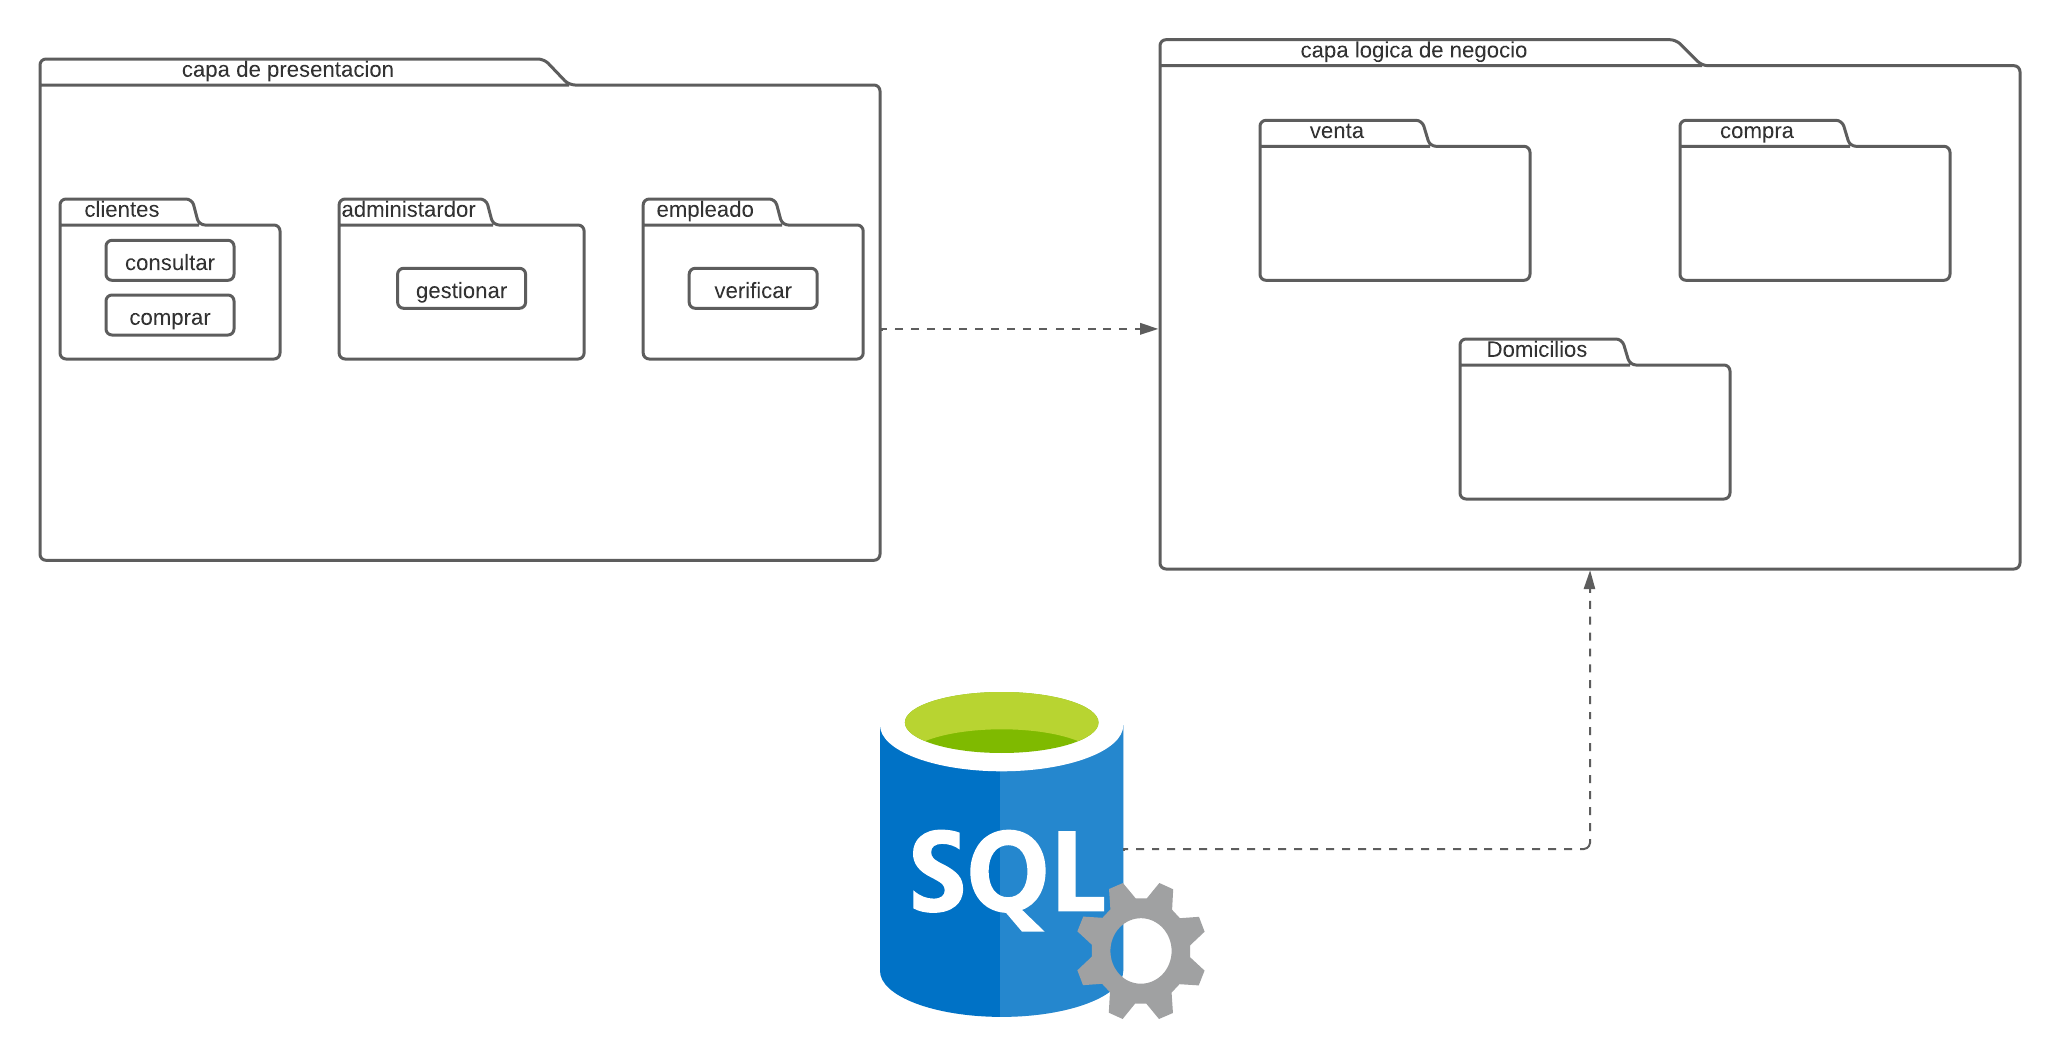 capa de presentacion
clientes
consultar
comprar
administardor
gestionar
empleado
verificar
capa logica de negocio
venta
compra
Domicilios
SQL